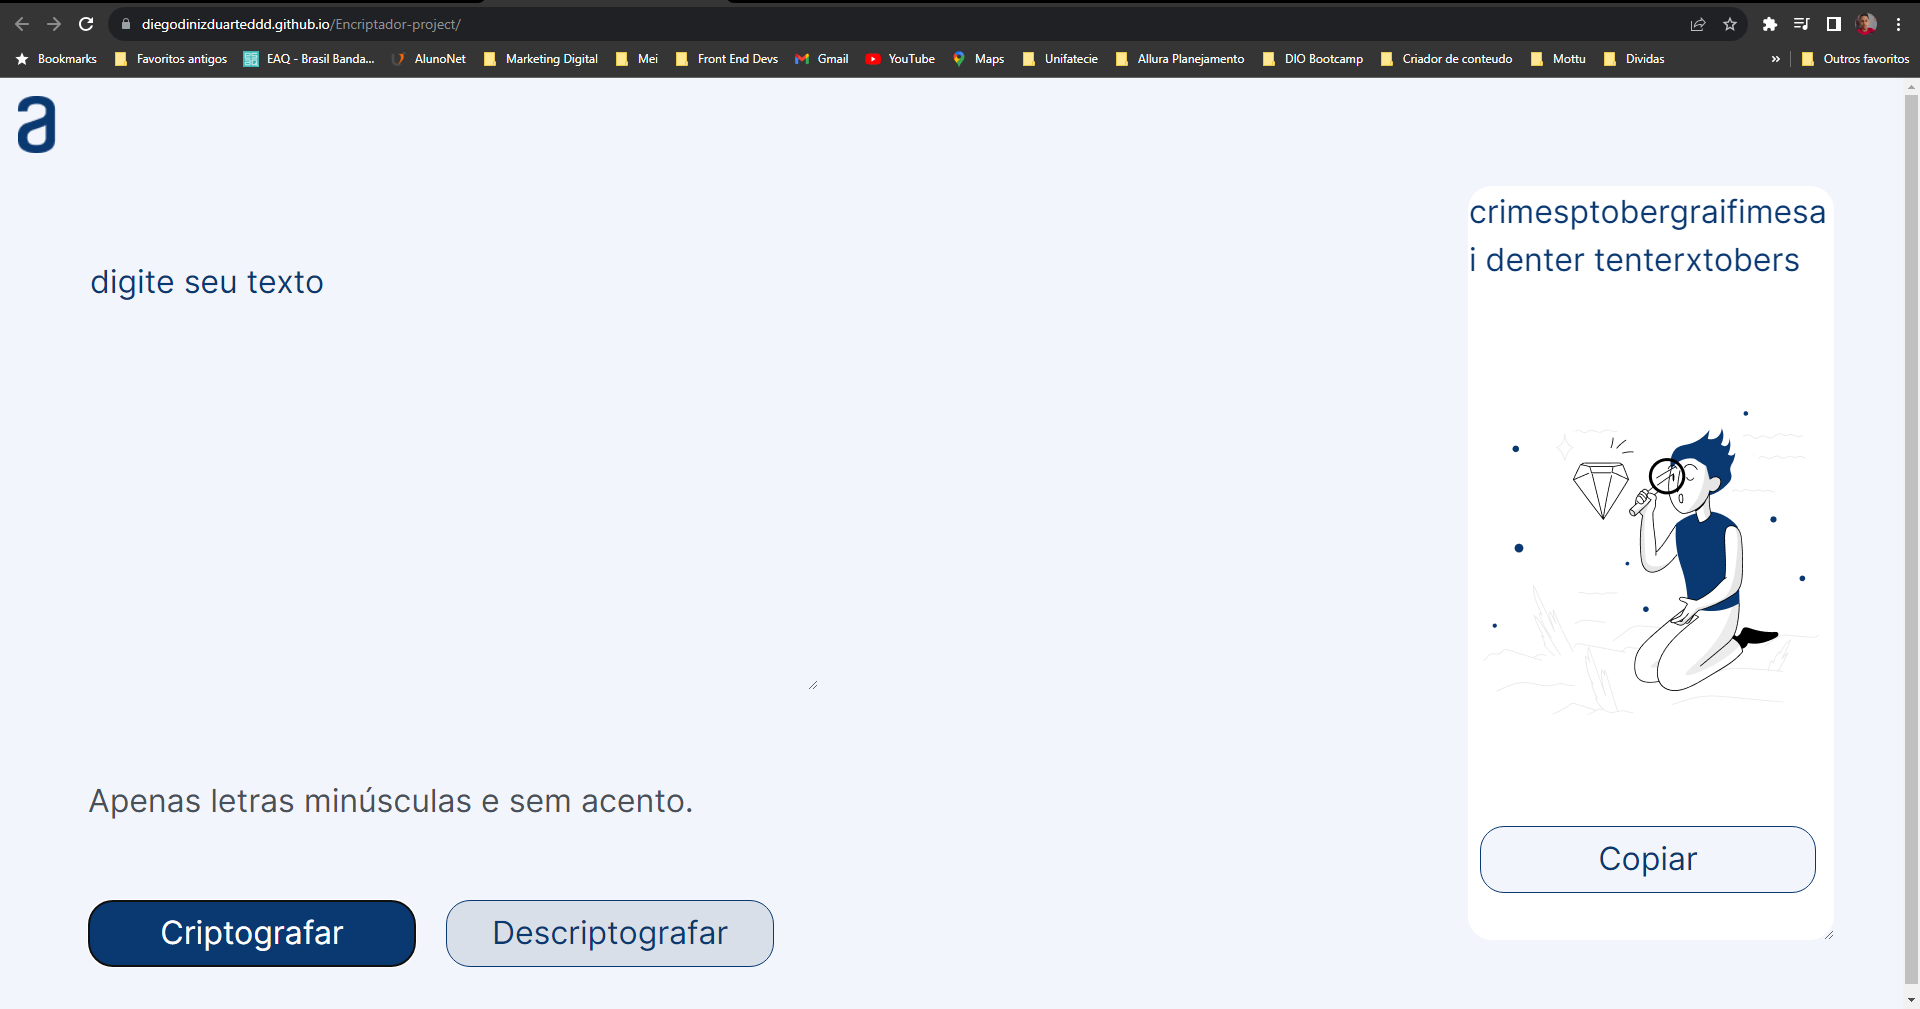 diegodinizduarteddd.github.io/Encriptador-project/
Bookmarks Favoritos antigos EAQ - Brasil Banda... AlunoNet Marketing Digital Mei Front End Devs Gmail YouTube Maps Unifatecie Allura Planejamento DIO Bootcamp Criador de conteudo Mottu Dividas » Outros favoritos
a
digite seu texto
Apenas letras minúsculas e sem acento.
Criptografar Descriptografar
crimesptobergraifimesa
i denter tenterxtobers
Copiar